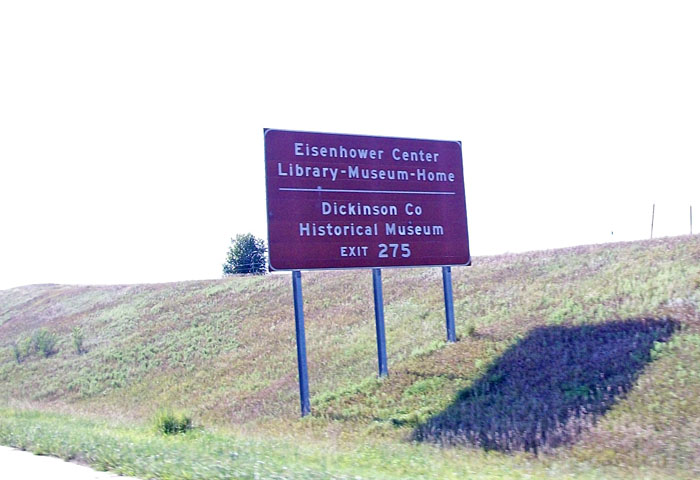 Eisenhower Center
Library-Museum-Home
Dickinson Co
Historical Museum
EXIT 275